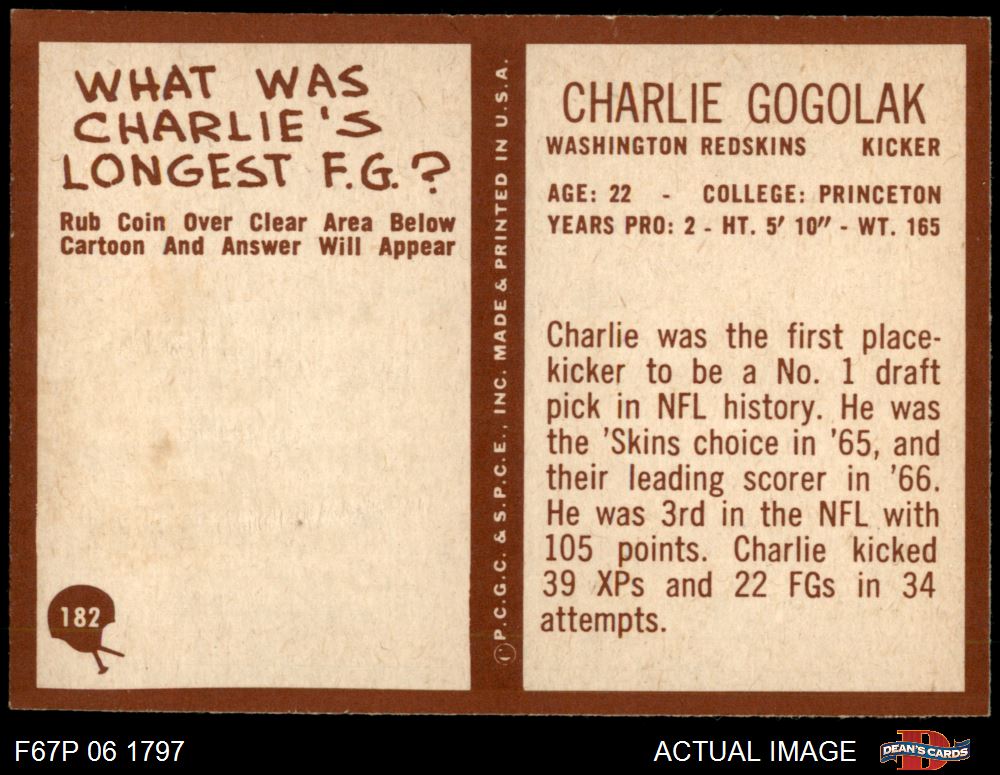 WHAT WAS
CHARLIE'S
LONGEST F.G.?
Rub Coin Over Clear Area Below
Cartoon And Answer Will Appear
182
Ⓒ P.C.G.C. & S.P.C.E., INC. MADE & PRINTED IN U.S.A.
CHARLIE GOGOLAK
WASHINGTON REDSKINS KICKER
AGE: 22 - COLLEGE: PRINCETON
YEARS PRO: 2 - HT. 5' 10" - WT. 165
Charlie was the first place-
kicker to be a No. 1 draft
pick in NFL history. He was
the 'Skins choice in '65, and
their leading scorer in '66.
He was 3rd in the NFL with
105 points. Charlie kicked
39 XPs and 22 FGs in 34
attempts.
F67P 06 1797
ACTUAL IMAGE
D
DEAN'S CARDS